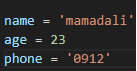 name = 'mamadali'
age = 23
phone = '0912'